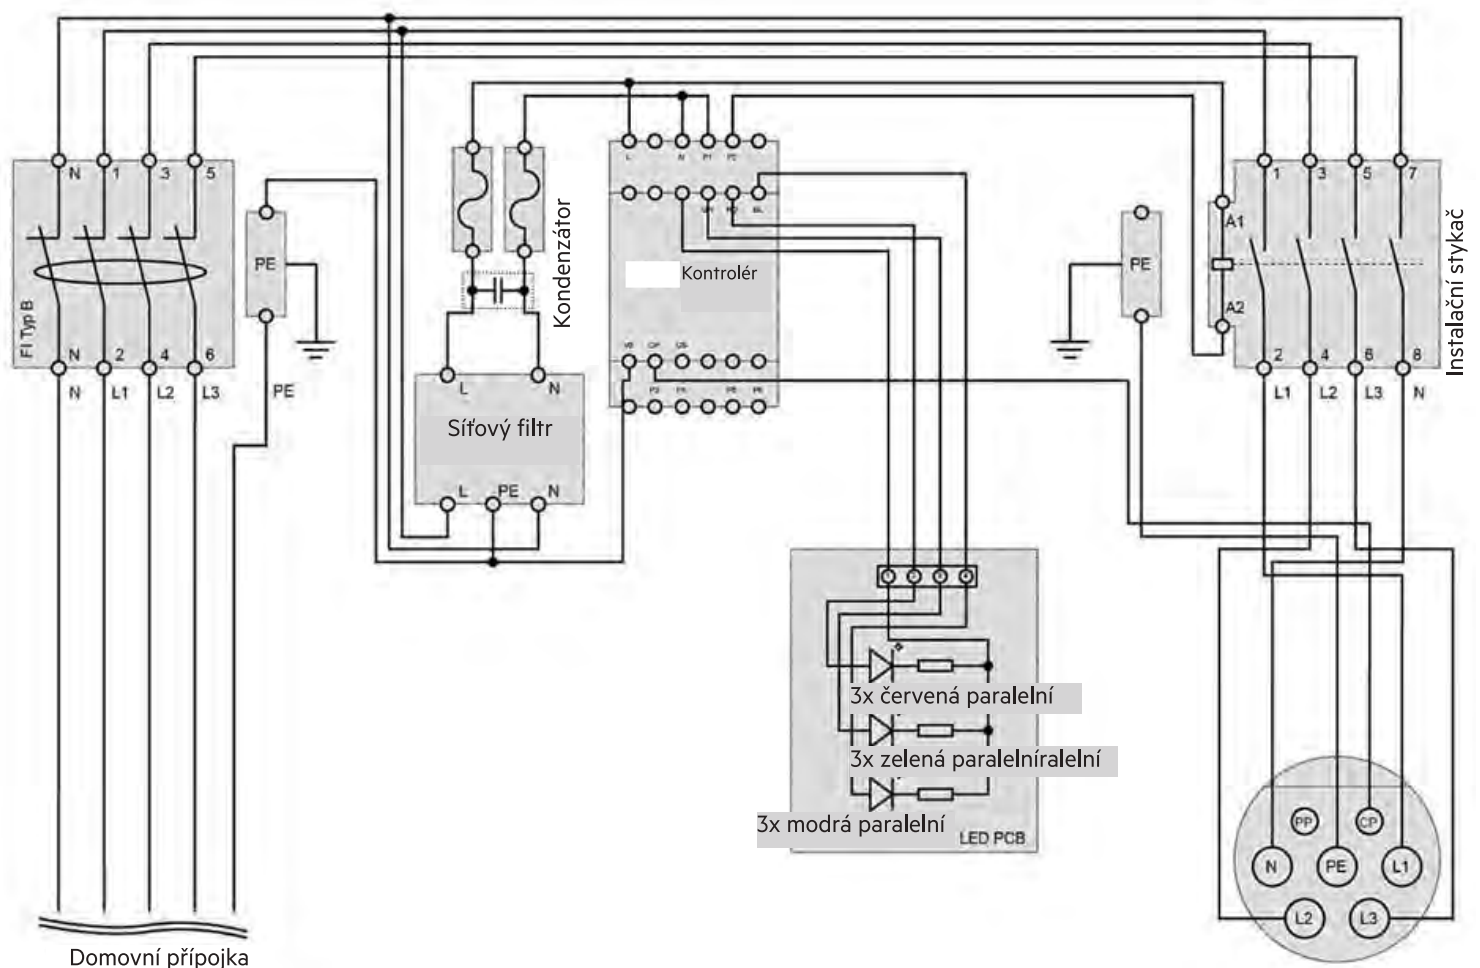 N 1 3 5
FI Typ B
N 2 4 6
N L1 L2 L3 PE
PE
Kondenzátor
L N P1 P2
Kontrolér
L N
Síťový filtr
L PE N
PE
A1
A2
1 3 5 7
Instalační stykač
2 4 6 8
L1 L2 L3 N
3x červená paralelní
3x zelená paralelníralelní
3x modrá paralelní
LED PCB
PP CP
N PE L1
L2 L3
Domovní přípojka